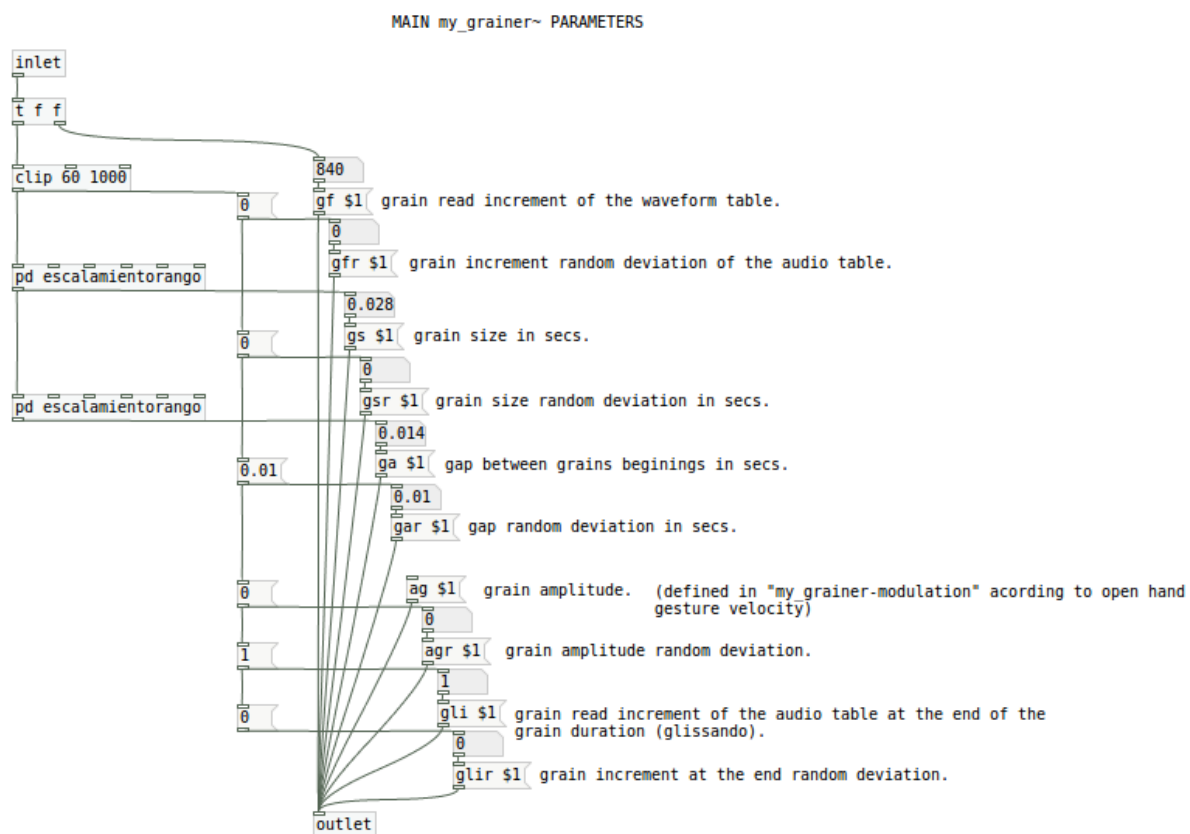 MAIN my_grainer~ PARAMETERS
inlet
t f f
840
clip 60 1000
0
gf $1 grain read increment of the waveform table.
0
gfr $1 grain increment random deviation of the audio table.
pd escalamientorango
0.028
0
gs $1 grain size in secs.
0
gsr $1 grain size random deviation in secs.
pd escalamientorango
0.014
0.01
ga $1 gap between grains beginings in secs.
0.01
gar $1 gap random deviation in secs.
0
ag $1 grain amplitude. (defined in "my_grainer-modulation" acording to open hand
gesture velocity)
0
1
agr $1 grain amplitude random deviation.
1
0
gli $1 grain read increment of the audio table at the end of the
grain duration (glissando).
0
glir $1 grain increment at the end random deviation.
outlet